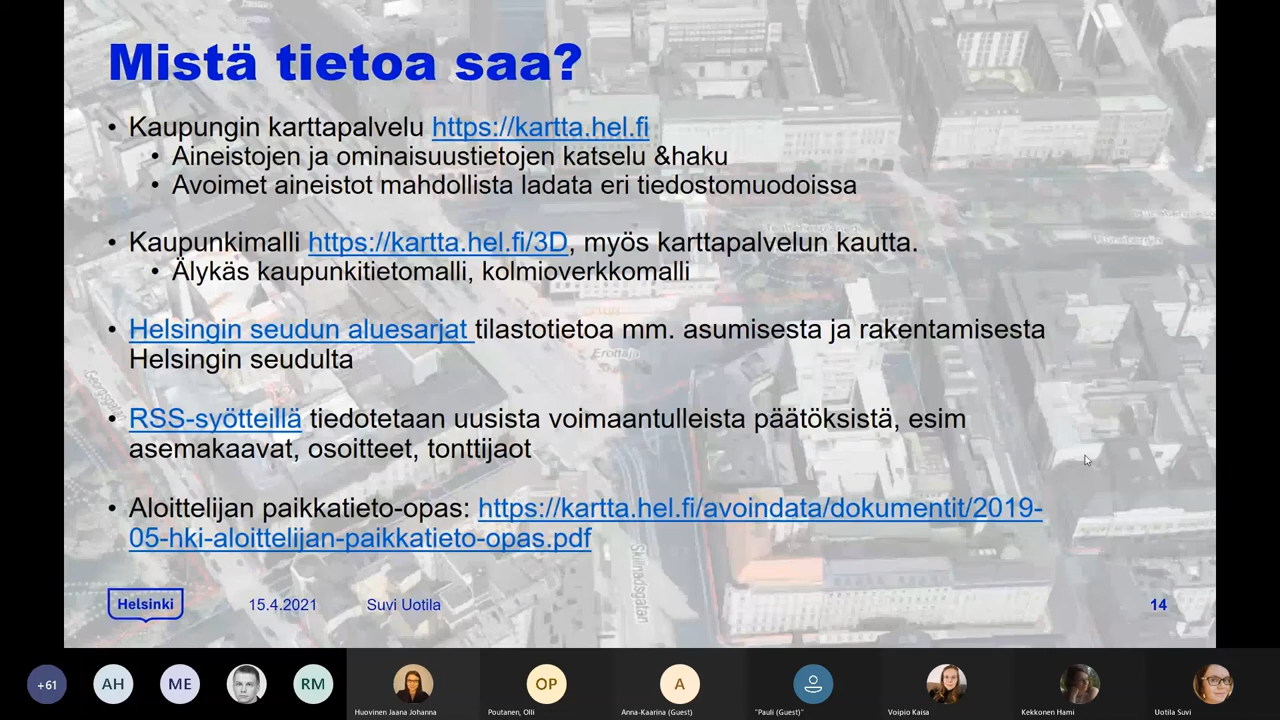 Mistä tietoa saa?
• Kaupungin karttapalvelu https://kartta.hel.fi
• Aineistojen ja ominaisuustietojen katselu &haku
• Avoimet aineistot mahdollista ladata eri tiedostomuodoissa
• Kaupunkimalli https://kartta.hel.fi/3D, myös karttapalvelun kautta.
• Älykäs kaupunkitietomalli, kolmioverkkomalli
• Helsingin seudun aluesarjat tilastotietoa mm. asumisesta ja rakentamisesta
Helsingin seudulta
Erottaja
• RSS-syötteillä tiedotetaan uusista voimaantulleista päätöksistä, esim
asemakaavat, osoitteet, tonttijaot
• Aloittelijan paikkatieto-opas: https://kartta.hel.fi/avoindata/dokumentit/2019-
05-hki-aloittelijan-paikkatieto-opas.pdf
Skillnadsgatan
Helsinki
15.4.2021
Suvi Uotila
14
+61
AH
ME
RM
OP
A
Huovinen Jaana Johanna
Poutanen, Olli
Anna-Kaarina (Guest)
"Pauli (Guest)"
Voipio Kaisa
Kekkonen Hami
Uotila Suvi